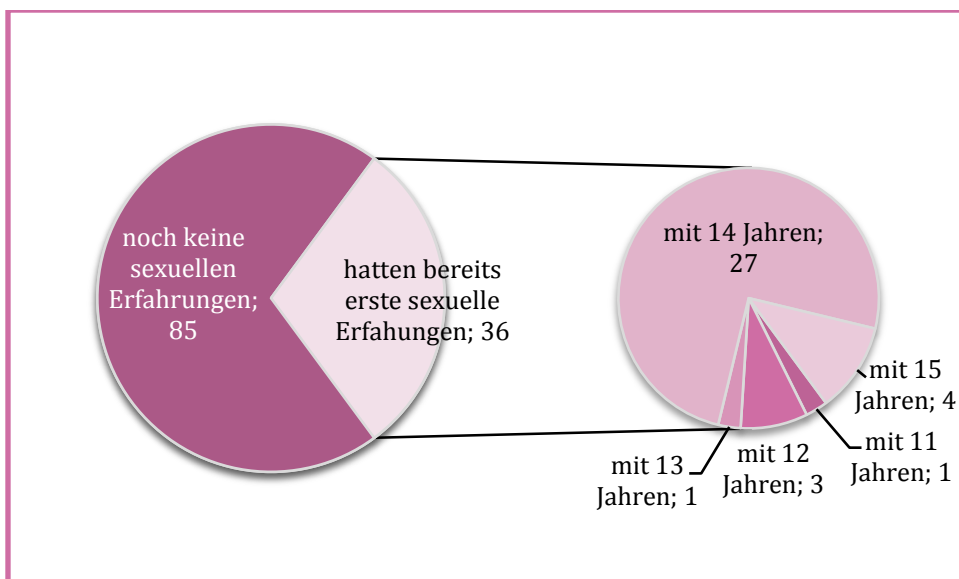 noch keine
sexuellen
Erfahrungen;
85
hatten bereits
erste sexuelle
Erfahungen; 36
mit 14 Jahren;
27
mit 15
Jahren; 4
mit 11
Jahren; 1
mit 12
Jahren; 3
mit 13
Jahren; 1